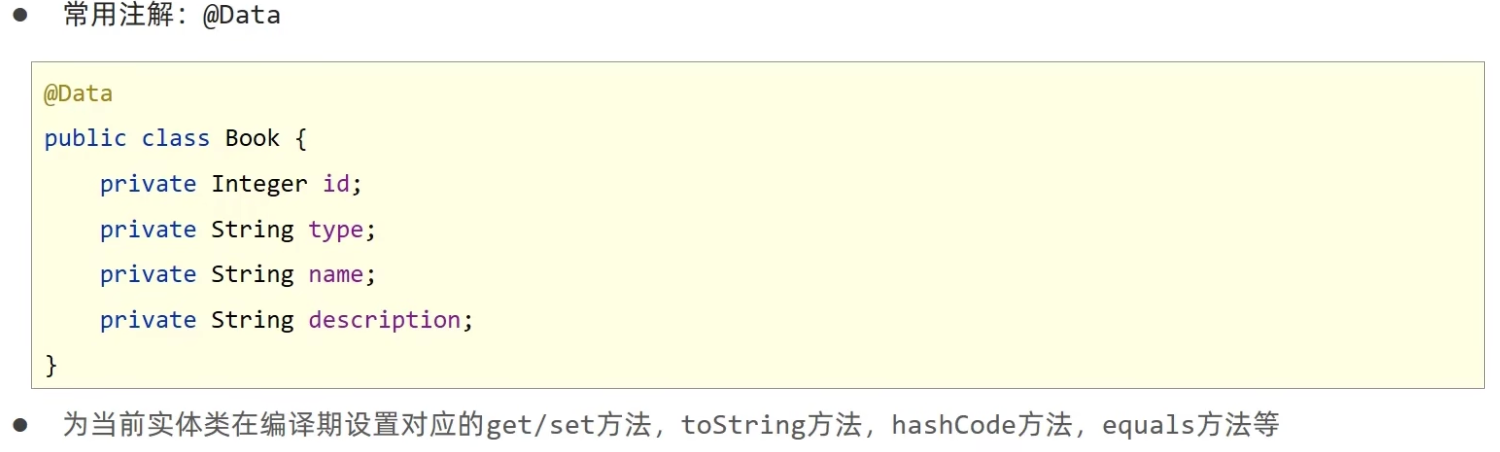 ● 常用注解：@Data
@Data
public class Book {
    private Integer id;
    private String type;
    private String name;
    private String description;
}
● 为当前实体类在编译期设置对应的get/set方法，toString方法，hashCode方法，equals方法等